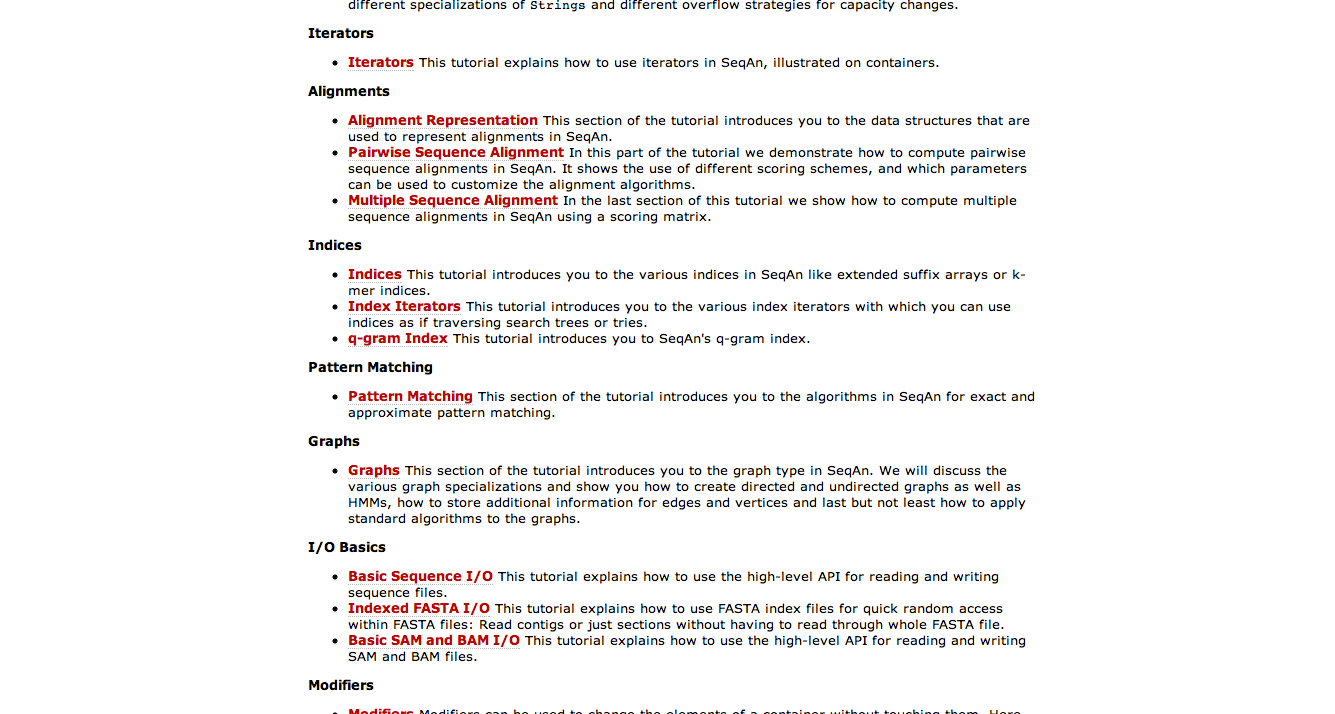 different specializations of Strings and different overflow strategies for capacity changes.
Iterators
Iterators This tutorial explains how to use iterators in SeqAn, illustrated on containers.
Alignments
Alignment Representation This section of the tutorial introduces you to the data structures that are
used to represent alignments in SeqAn.
Pairwise Sequence Alignment In this part of the tutorial we demonstrate how to compute pairwise
sequence alignments in SeqAn. It shows the use of different scoring schemes, and which parameters
can be used to customize the alignment algorithms.
Multiple Sequence Alignment In the last section of this tutorial we show how to compute multiple
sequence alignments in SeqAn using a scoring matrix.
Indices
Indices This tutorial introduces you to the various indices in SeqAn like extended suffix arrays or k-
mer indices.
Index Iterators This tutorial introduces you to the various index iterators with which you can use
indices as if traversing search trees or tries.
q-gram Index This tutorial introduces you to SeqAn's q-gram index.
Pattern Matching
Pattern Matching This section of the tutorial introduces you to the algorithms in SeqAn for exact and
approximate pattern matching.
Graphs
Graphs This section of the tutorial introduces you to the graph type in SeqAn. We will discuss the
various graph specializations and show you how to create directed and undirected graphs as well as
HMMs, how to store additional information for edges and vertices and last but not least how to apply
standard algorithms to the graphs.
I/O Basics
Basic Sequence I/O This tutorial explains how to use the high-level API for reading and writing
sequence files.
Indexed FASTA I/O This tutorial explains how to use FASTA index files for quick random access
within FASTA files: Read contigs or just sections without having to read through whole FASTA file.
Basic SAM and BAM I/O This tutorial explains how to use the high-level API for reading and writing
SAM and BAM files.
Modifiers
Modifiers Modifiers can be used to change the elements of a container without touching them. Here